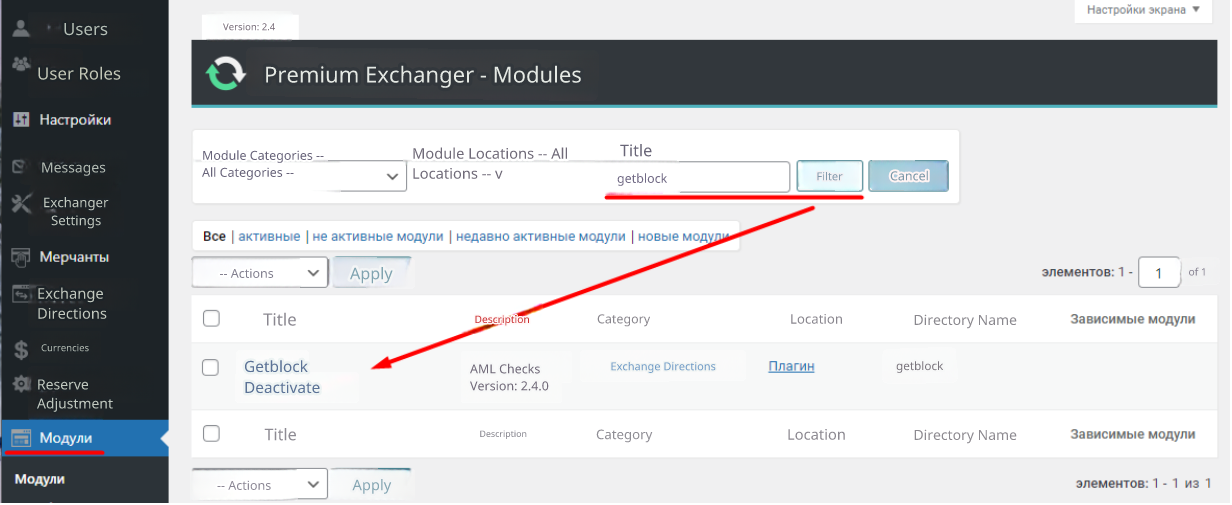 Users
User Roles
Настройки
Messages
Exchanger
Settings
Мерчанты
Exchange
Directions
Currencies
Reserve
Adjustment
Модули
Модули
Version: 2.4
Настройки экрана ▼
Premium Exchanger - Modules
Module Categories --
All Categories --
Module Locations -- All
Locations -- v
Title
getblock
Filter
Cancel
Все | активные | не активные модули | недавно активные модули | новые модули
-- Actions
Apply
элементов: 1 - 1 of 1
Title Description Category Location Directory Name Зависимые модули
Getblock
Deactivate
AML Checks
Version: 2.4.0
Exchange Directions
Плагин
getblock
Title Description Category Location Directory Name Зависимые модули
-- Actions
Apply
элементов: 1 - 1 из 1